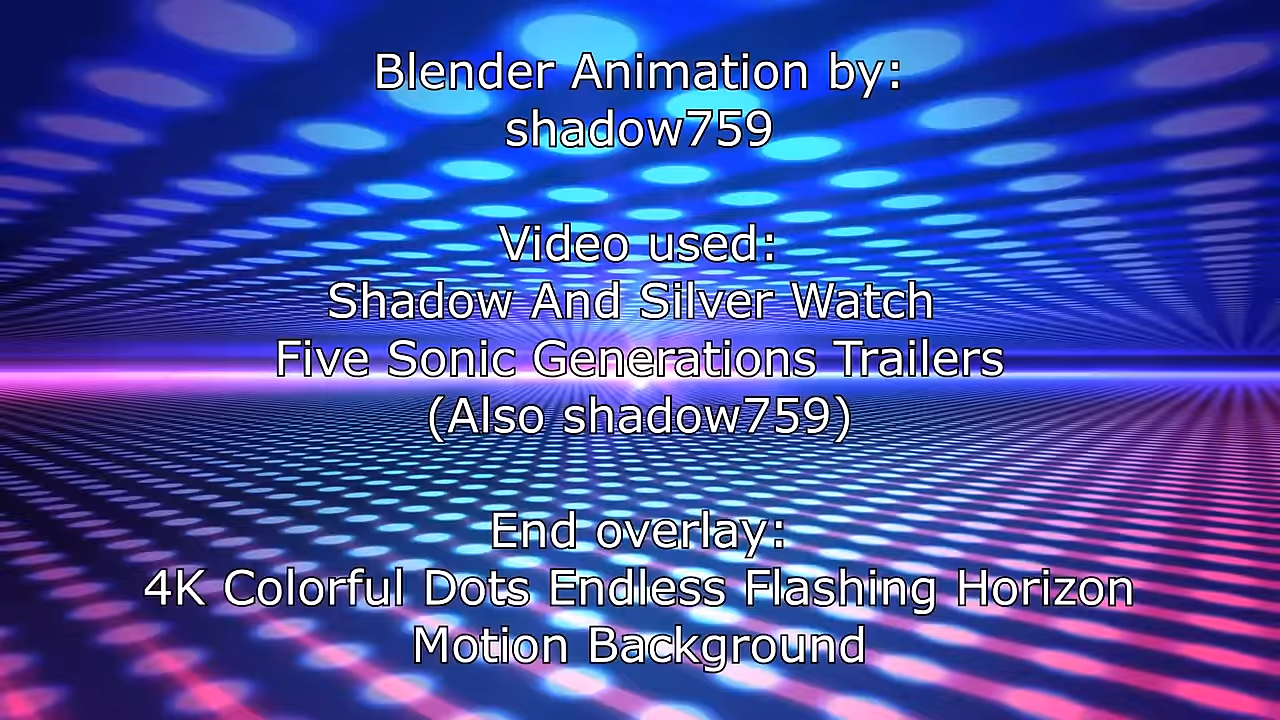 Blender Animation by:
shadow759
Video used:
Shadow And Silver Watch
Five Sonic Generations Trailers
(Also shadow759)
End overlay:
4K Colorful Dots Endless Flashing Horizon
Motion Background